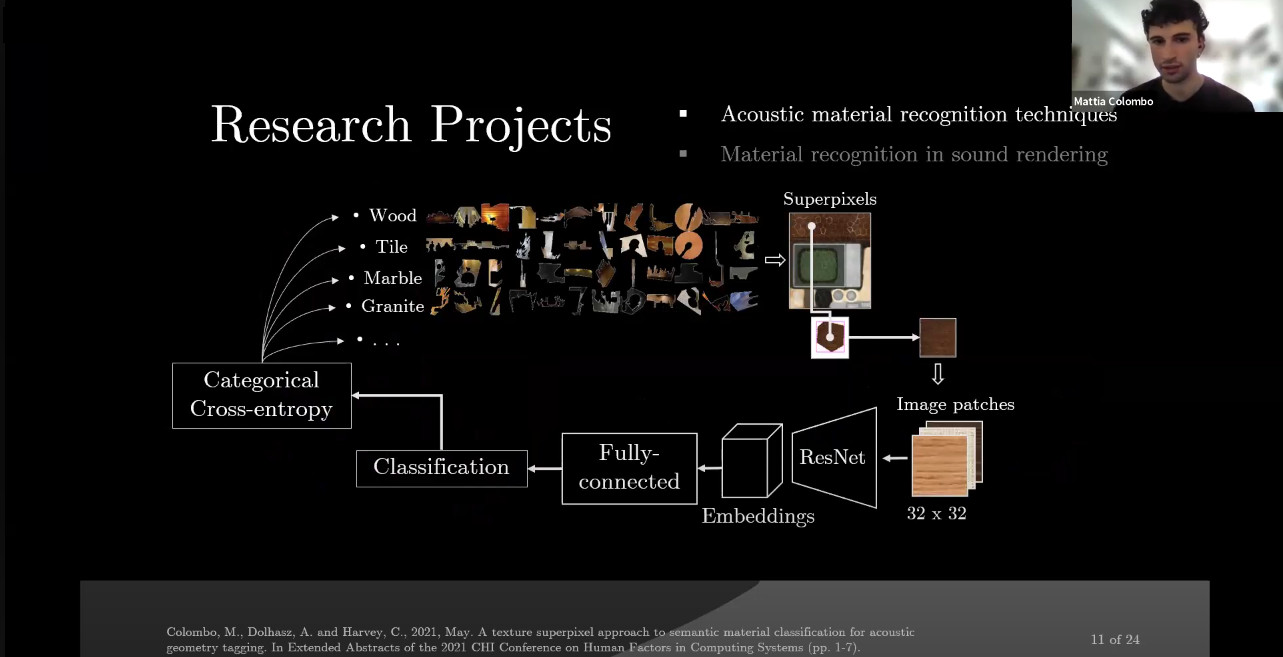 Mattia Colombo
Research Projects
▪ Acoustic material recognition techniques
▪ Material recognition in sound rendering
Superpixels
• Wood
• Tile
• Marble
• Granite
• . . .
Categorical
Cross-entropy
Classification
Fully-
connected
Embeddings
ResNet
Image patches
32 x 32
Colombo, M., Dolhasz, A. and Harvey, C., 2021, May. A texture superpixel approach to semantic material classification for acoustic
geometry tagging. In Extended Abstracts of the 2021 CHI Conference on Human Factors in Computing Systems (pp. 1-7).
11 of 24